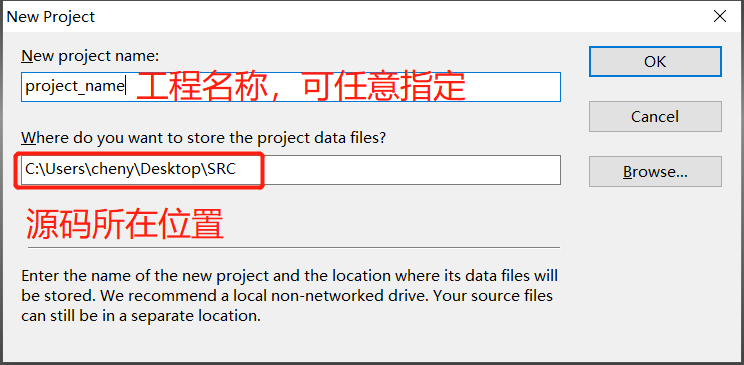 New Project
New project name:
project_name 工程名称，可任意指定
OK
Cancel
Where do you want to store the project data files?
C:\Users\cheny\Desktop\SRC
Browse...
源码所在位置
Enter the name of the new project and the location where its data files will
be stored. We recommend a local non-networked drive. Your source files
can still be in a separate location.